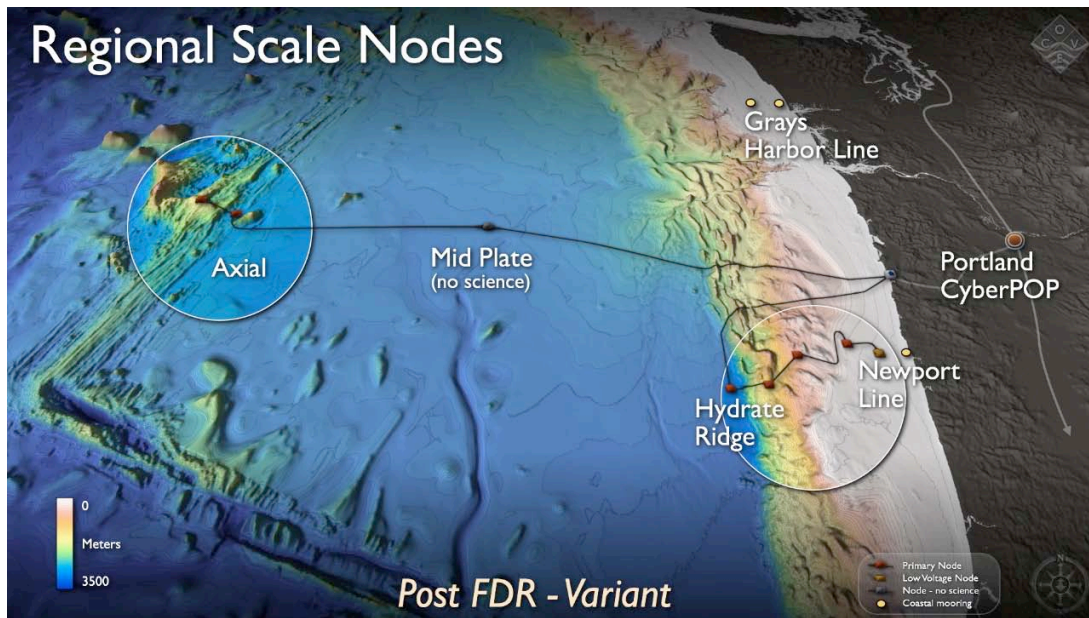 Regional Scale Nodes
O
C V
E
Grays
Harbor Line
Axial
Mid Plate
(no science)
Portland
CyberPOP
Newport
Line
Hydrate
Ridge
0
Meters
3500
Post FDR - Variant
N
Primary Node
Low Voltage Node
Node - no science
Coastal mooring